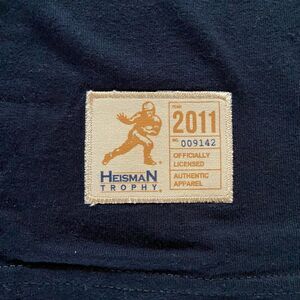 YEAR
2011
NO. 009142
OFFICIALLY
LICENSED
AUTHENTIC
APPAREL
HEISMAN
TROPHY®